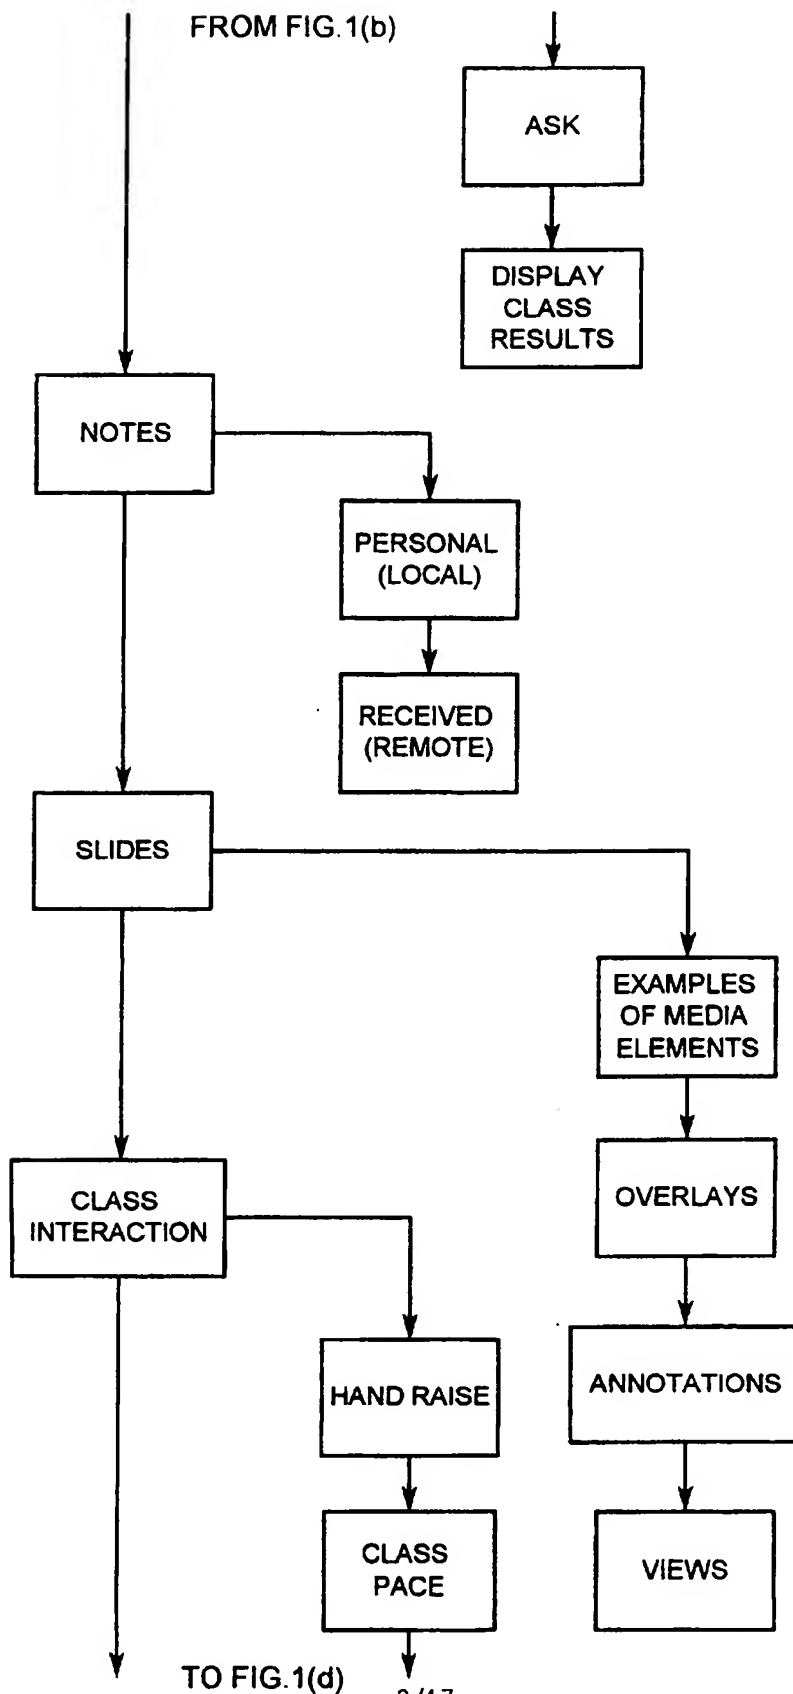 FROM FIG.1(b)
ASK
DISPLAY
CLASS
RESULTS
NOTES
PERSONAL
(LOCAL)
RECEIVED
(REMOTE)
SLIDES
EXAMPLES
OF MEDIA
ELEMENTS
OVERLAYS
ANNOTATIONS
VIEWS
CLASS
INTERACTION
HAND RAISE
CLASS
PACE
TO FIG.1(d)